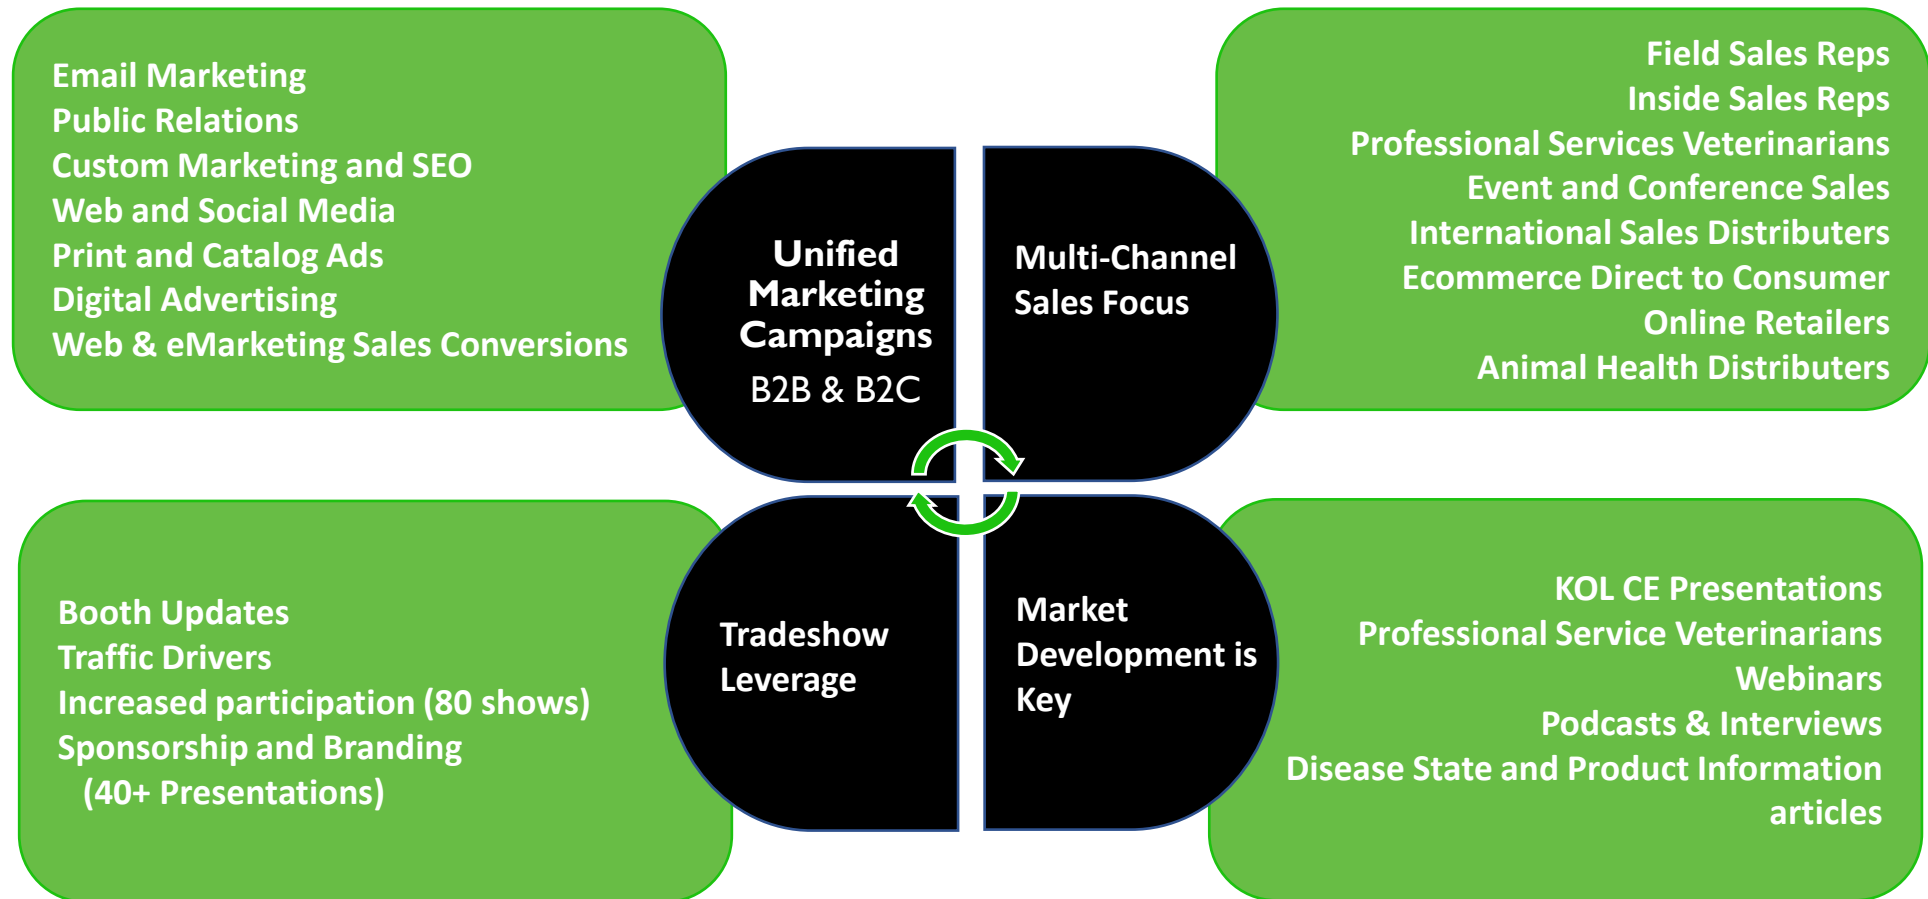 Email Marketing
Public Relations
Custom Marketing and SEO
Web and Social Media
Print and Catalog Ads
Digital Advertising
Web & eMarketing Sales Conversions
Unified
Marketing
Campaigns
B2B & B2C
Multi-Channel
Sales Focus
Field Sales Reps
Inside Sales Reps
Professional Services Veterinarians
Event and Conference Sales
International Sales Distributers
Ecommerce Direct to Consumer
Online Retailers
Animal Health Distributers
Booth Updates
Traffic Drivers
Increased participation (80 shows)
Sponsorship and Branding
(40+ Presentations)
Tradeshow
Leverage
Market
Development is
Key
KOL CE Presentations
Professional Service Veterinarians
Webinars
Podcasts & Interviews
Disease State and Product Information
articles